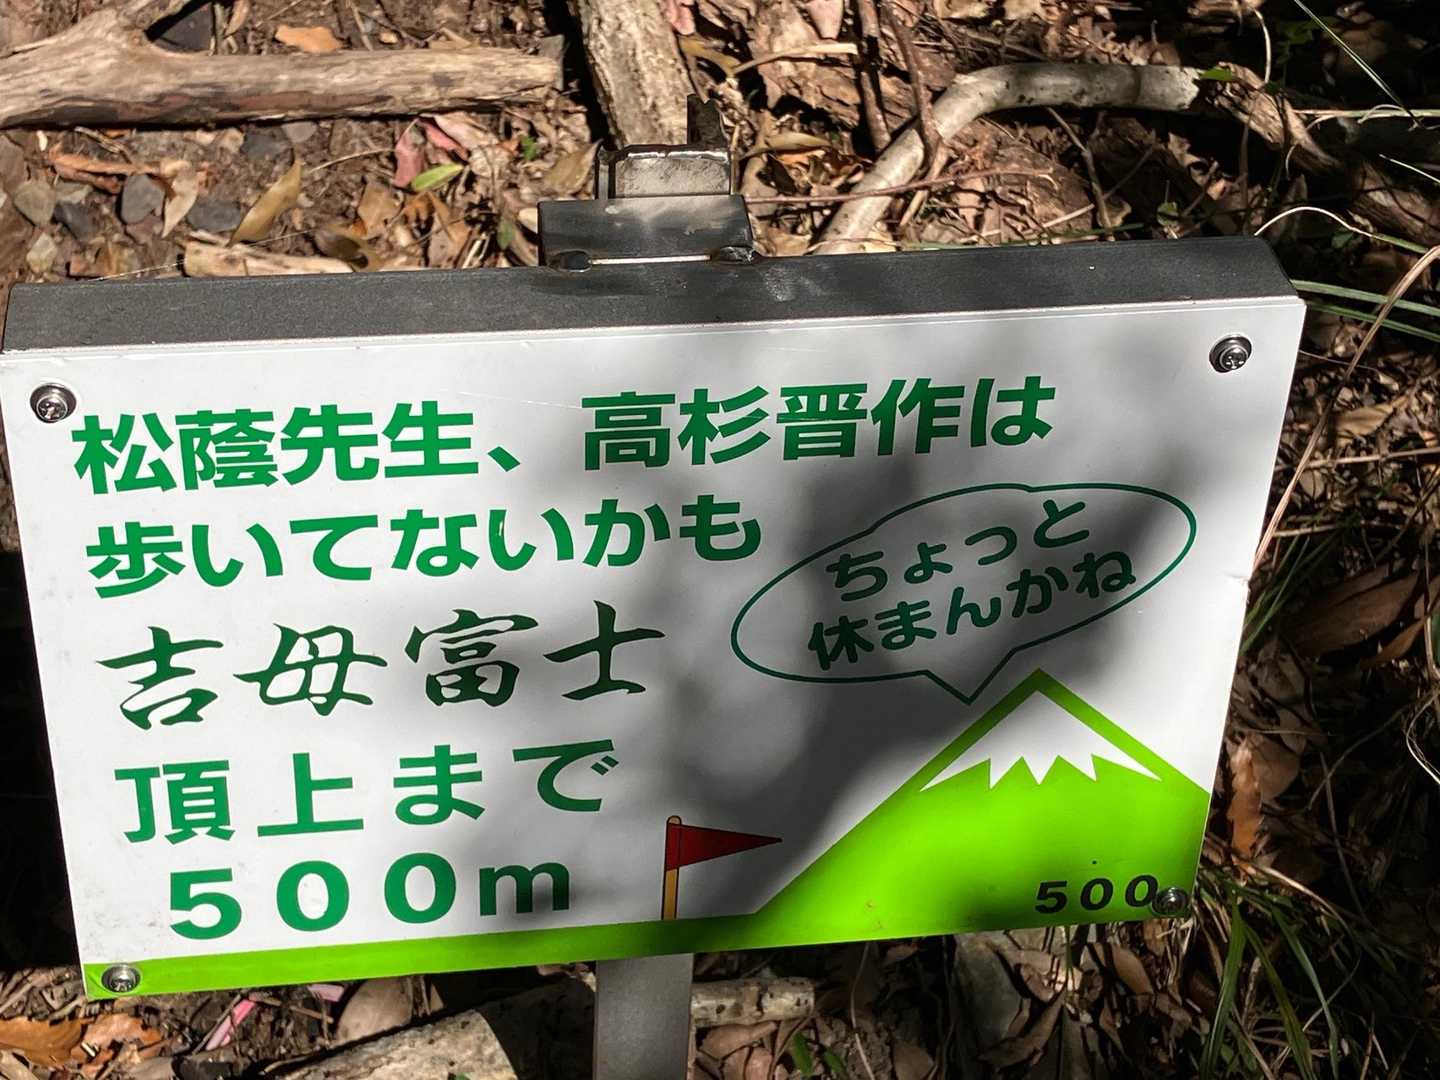 松蔭先生、高杉晋作は
歩いてないかも
ちょっと
休まんかね
吉母富士
頂上まで
500m
500